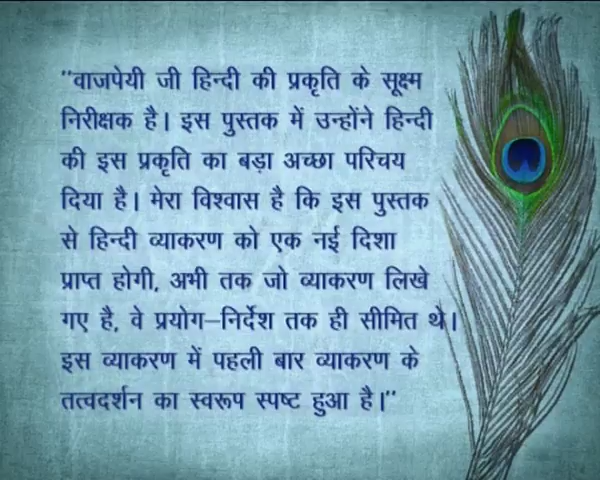 "वाजपेयी जी हिन्दी की प्रकृति के सूक्ष्म
निरीक्षक है। इस पुस्तक में उन्होंने हिन्दी
की इस प्रकृति का बड़ा अच्छा परिचय
दिया है। मेरा विश्वास है कि इस पुस्तक
से हिन्दी व्याकरण को एक नई दिशा
प्राप्त होगी, अभी तक जो व्याकरण लिखे
गए है, वे प्रयोग–निर्देश तक ही सीमित थे।
इस व्याकरण में पहली बार व्याकरण के
तत्वदर्शन का स्वरूप स्पष्ट हुआ है।"